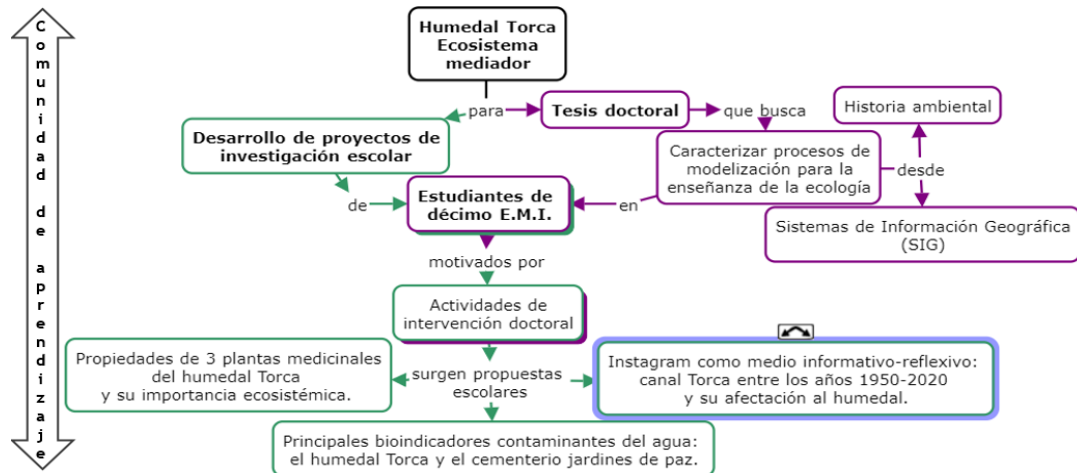 Comunidad de aprendizaje
Humedal Torca
Ecosistema
mediador
para
Tesis doctoral
que busca
Historia ambiental
Desarrollo de proyectos de
investigación escolar
Caracterizar procesos de
modelización para la
enseñanza de la ecología
desde
de
Estudiantes de
décimo E.M.I.
en
Sistemas de Información Geográfica
(SIG)
motivados por
Actividades de
intervención doctoral
Propiedades de 3 plantas medicinales
del humedal Torca
y su importancia ecosistémica.
surgen propuestas
escolares
Instagram como medio informativo-reflexivo:
canal Torca entre los años 1950-2020
y su afectación al humedal.
Principales bioindicadores contaminantes del agua:
el humedal Torca y el cementerio jardines de paz.